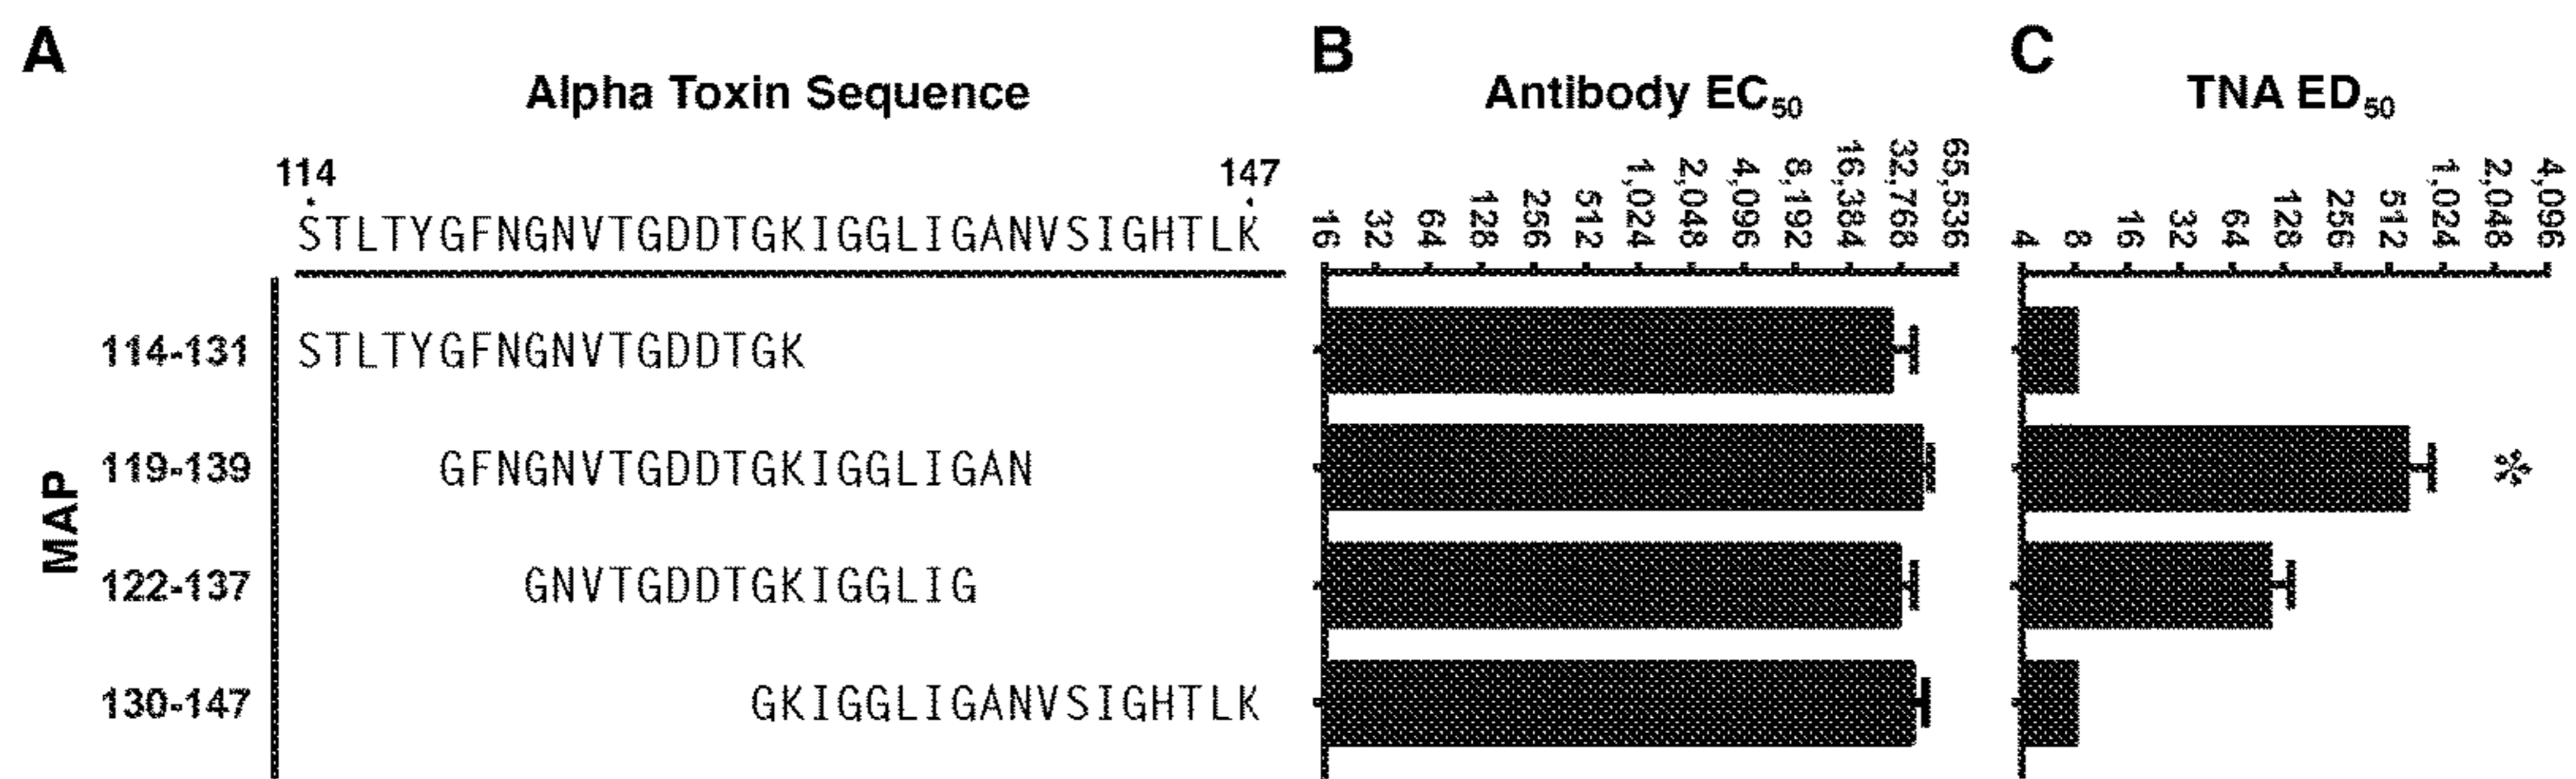 A
Alpha Toxin Sequence
114 147
STLTYGFNGNVTGDDTGKIGGLIGANVSIGHTLK
MAP
114-131 STLTYGFNGNVTGDDTGK
119-139 GFNGNVTGDDTGKIGGLIGAN
122-137 GNVTGDDTGKIGGLIG
130-147 GKIGGLIGANVSIGHTLK
B
Antibody EC50
16 32 64 128 256 512 1,024 2,048 4,096 8,192 16,384 32,768 65,536
C
TNA ED50
4 8 16 32 64 128 256 512 1,024 2,048 4,096
*